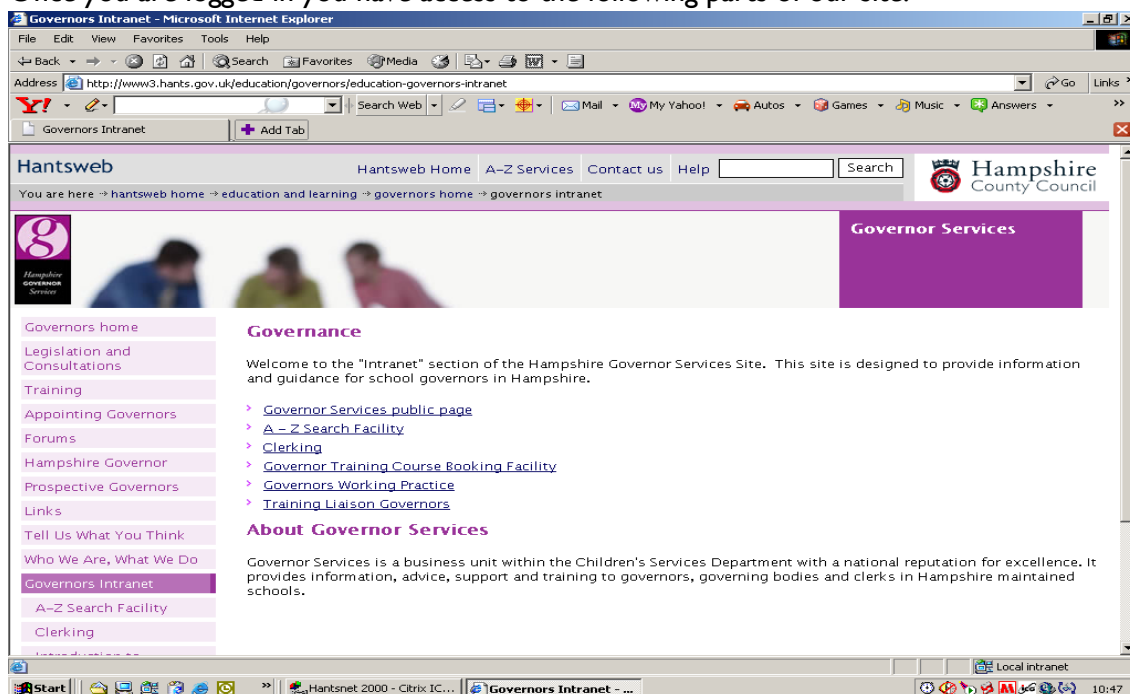 Once you are logged in you have access to the following parts of our site.
Governors Intranet - Microsoft Internet Explorer
File Edit View Favorites Tools Help
Back Search Favorites Media
Address http://www3.hants.gov.uk/education/governors/education-governors-intranet Go Links
Y! Search Web Mail My Yahoo! Autos Games Music Answers
Governors Intranet Add Tab
Hantsweb Hantsweb Home A-Z Services Contact us Help Search Hampshire
County Council
You are here → hantsweb home → education and learning → governors home → governors intranet
g
Hampshire
GOVERNOR
Services
Governor Services
Governors home
Legislation and
Consultations
Training
Appointing Governors
Forums
Hampshire Governor
Prospective Governors
Links
Tell Us What You Think
Who We Are, What We Do
Governors Intranet
A-Z Search Facility
Clerking
Introduction to
Governance
Welcome to the "Intranet" section of the Hampshire Governor Services Site. This site is designed to provide information
and guidance for school governors in Hampshire.
Governor Services public page
A - Z Search Facility
Clerking
Governor Training Course Booking Facility
Governors Working Practice
Training Liaison Governors
About Governor Services
Governor Services is a business unit within the Children's Services Department with a national reputation for excellence. It
provides information, advice, support and training to governors, governing bodies and clerks in Hampshire maintained
schools.
Local intranet
Start Hantsnet 2000 - Citrix IC... Governors Intranet - ... 10:47